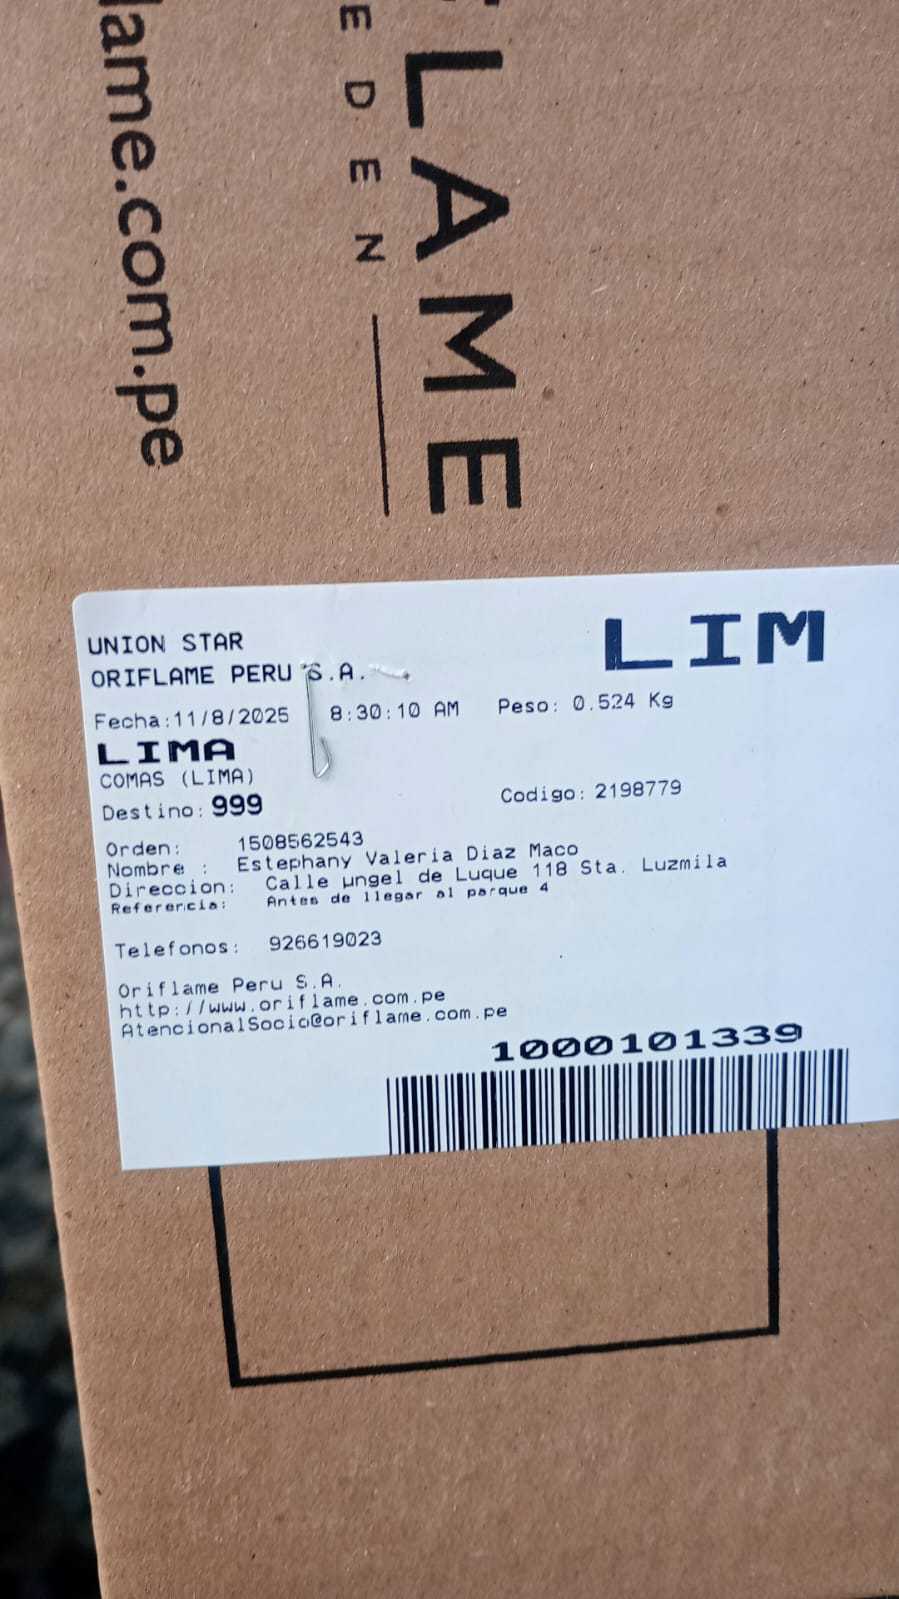 lame.com.pe
EDEN
LAME
UNION STAR
LIM
ORIFLAME PERU S.A.
Fecha:11/8/2025 8:30:10 AM Peso: 0.524 Kg
LIMA
COMAS (LIMA)
Destino: 999 Codigo: 2198779
Orden: 1508562543
Nombre : Estephany Valeria Diaz Maco
Direccion: Calle µngel de Luque 118 Sta. Luzmila
Referencia: Antes de llegar al parque 4
Telefonos: 926619023
Oriflame Peru S.A.
http://www.oriflame.com.pe
AtencionalSocio@oriflame.com.pe
1000101339